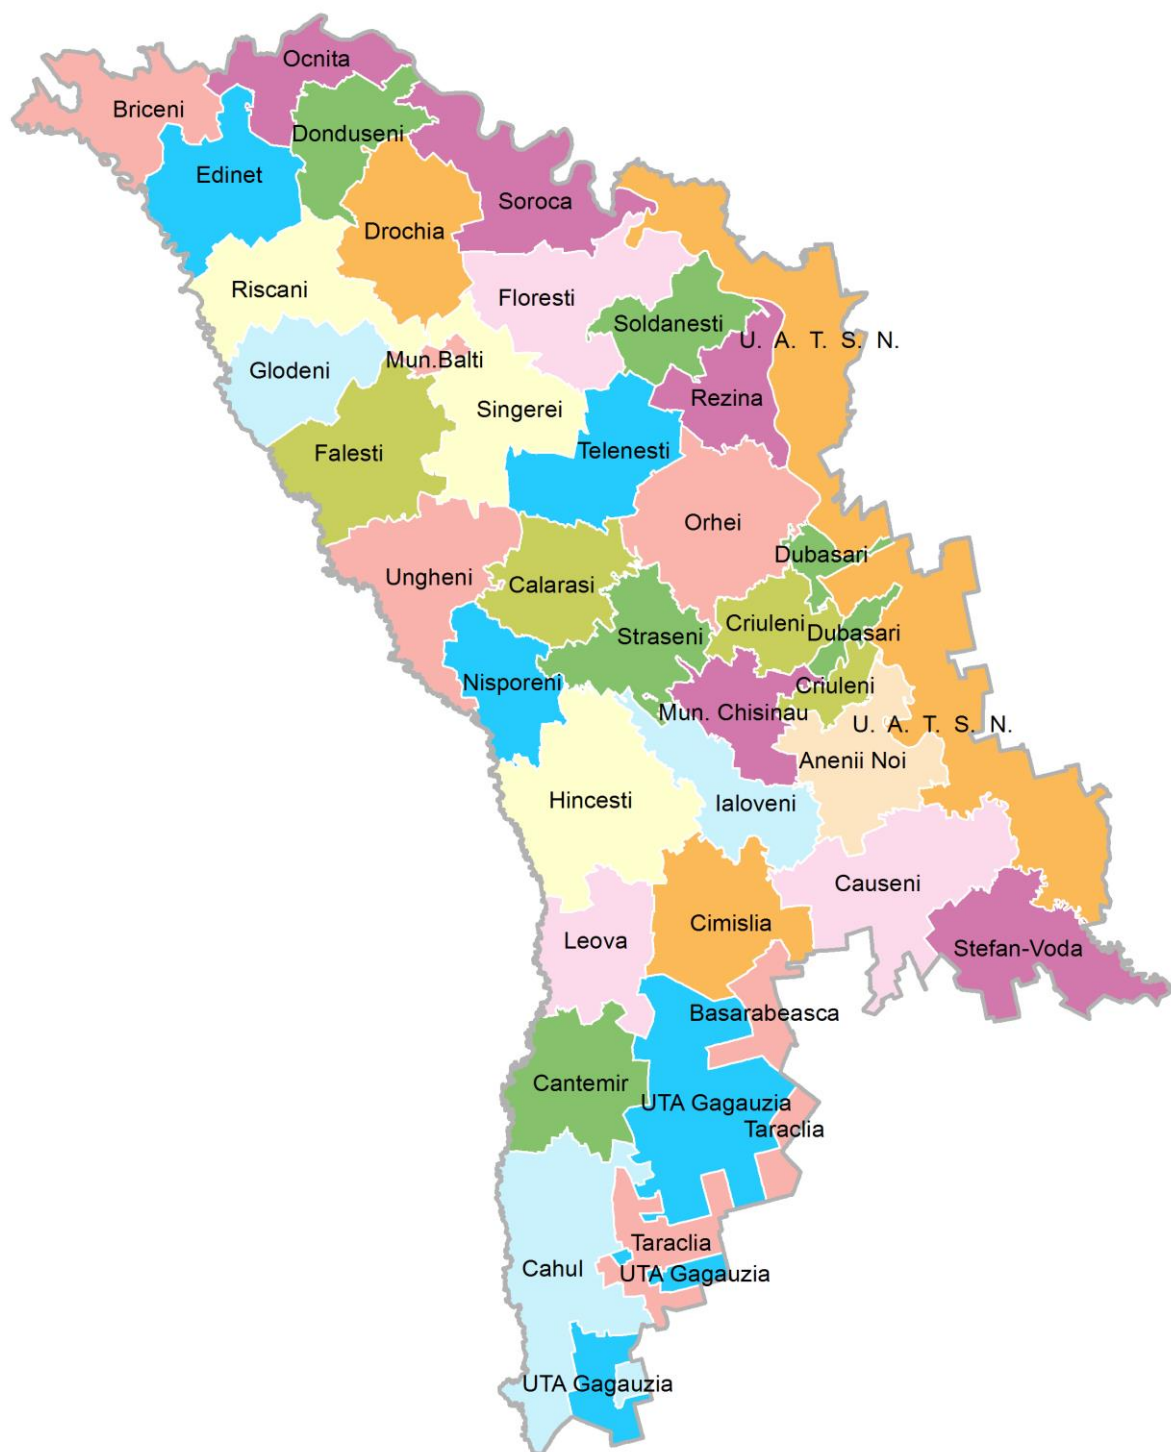 Ocnita
Briceni
Donduseni
Edinet
Soroca
Drochia
Riscani
Floresti
Soldanesti
U. A. T. S. N.
Mun.Balti
Glodeni
Rezina
Singerei
Telenesti
Falesti
Orhei
Dubasari
Ungheni
Calarasi
Criuleni
Dubasari
Straseni
Nisporeni
Criuleni
Mun. Chisinau
U. A. T. S. N.
Anenii Noi
Hincesti
Ialoveni
Causeni
Cimislia
Leova
Stefan-Voda
Basarabeasca
Cantemir
UTA Gagauzia
Taraclia
Taraclia
Cahul
UTA Gagauzia
UTA Gagauzia